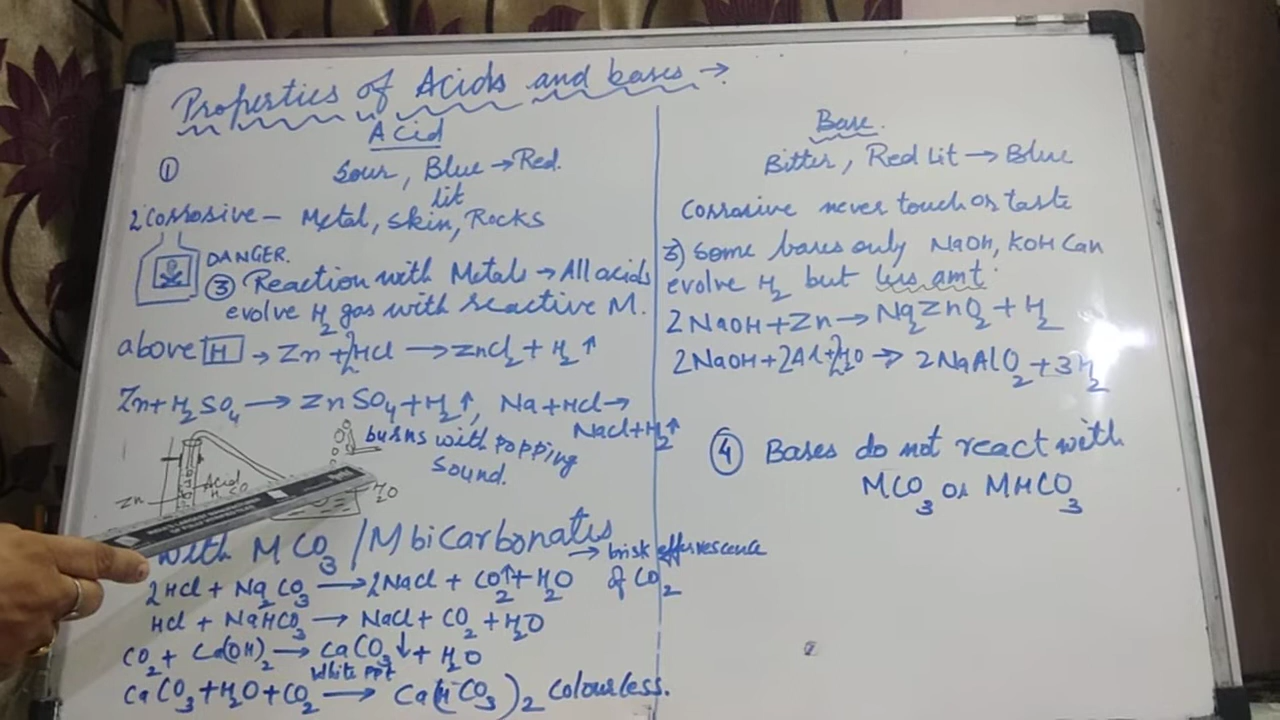 Properties of Acids and bases →
Acid
① Sour, Blue → Red.
lit
2 Corrosive - Metal, Skin, Rocks
DANGER.
③ Reaction with Metals → All acids
evolve H2 gas with reactive M.
above H → Zn + 2HCl → ZnCl2 + H2 ↑
Zn + H2SO4 → ZnSO4 + H2 ↑, Na + HCl →
NaCl + H2 ↑
burns with popping
Sound.
Zn
Acid
H2SO4
H2O
with MCO3 / M bicarbonates
→ brisk effervescence
of CO2
2HCl + Na2CO3 → 2NaCl + CO2 ↑ + H2O
HCl + NaHCO3 → NaCl + CO2 + H2O
CO2 + Ca(OH)2 → CaCO3 ↓ + H2O
White ppt
CaCO3 + H2O + CO2 → Ca(HCO3)2 Colourless.
Base.
Bitter, Red Lit → Blue
Corrosive never touch or taste
3) Some bases only NaOH, KOH Can
evolve H2 but less amt.
2NaOH + Zn → Na2ZnO2 + H2
2NaOH + 2Al + 2H2O → 2NaAlO2 + 3H2
④ Bases do not react with
MCO3 or MHCO3